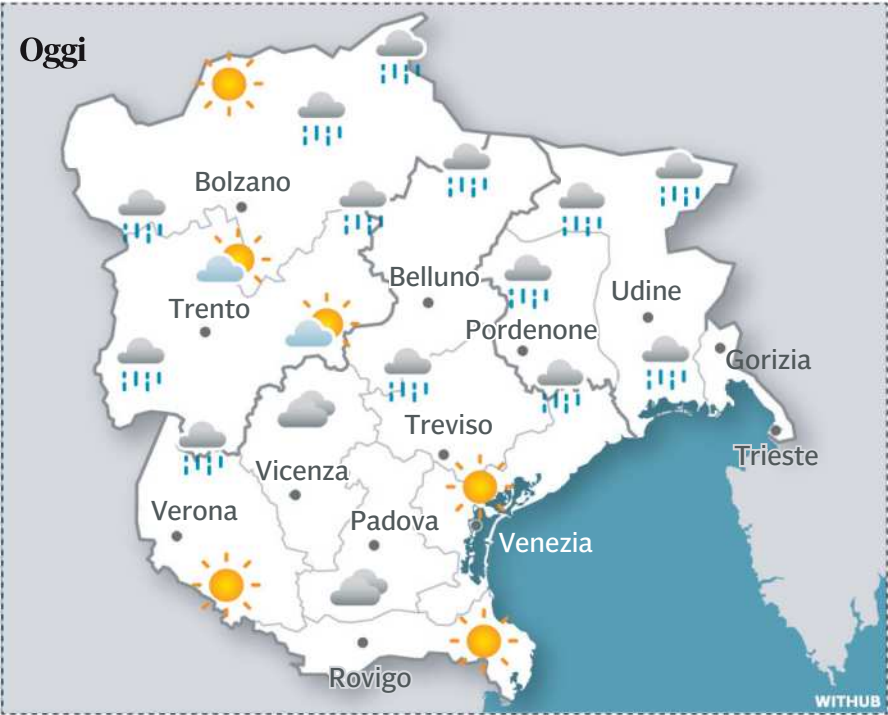 Oggi
Bolzano
Belluno
Udine
Trento
Pordenone
Gorizia
Treviso
Trieste
Vicenza
Verona
Padova
Venezia
Rovigo
WITHUB